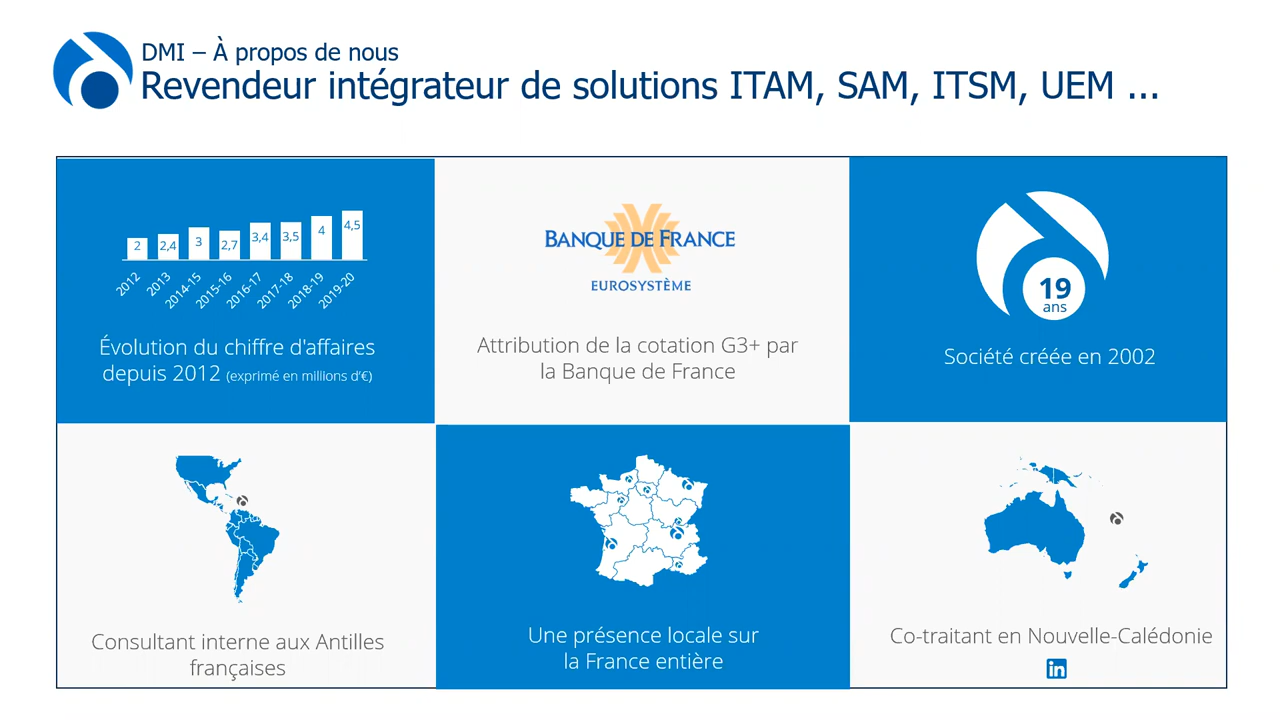 DMI – À propos de nous
Revendeur intégrateur de solutions ITAM, SAM, ITSM, UEM ...
2
2,4
3
2,7
3,4
3,5
4
4,5
2012
2013
2014-15
2015-16
2016-17
2017-18
2018-19
2019-20
Évolution du chiffre d'affaires
depuis 2012 (exprimé en millions d'€)
BANQUE DE FRANCE
EUROSYSTÈME
Attribution de la cotation G3+ par
la Banque de France
19
ans
Société créée en 2002
Consultant interne aux Antilles
françaises
Une présence locale sur
la France entière
Co-traitant en Nouvelle-Calédonie
in